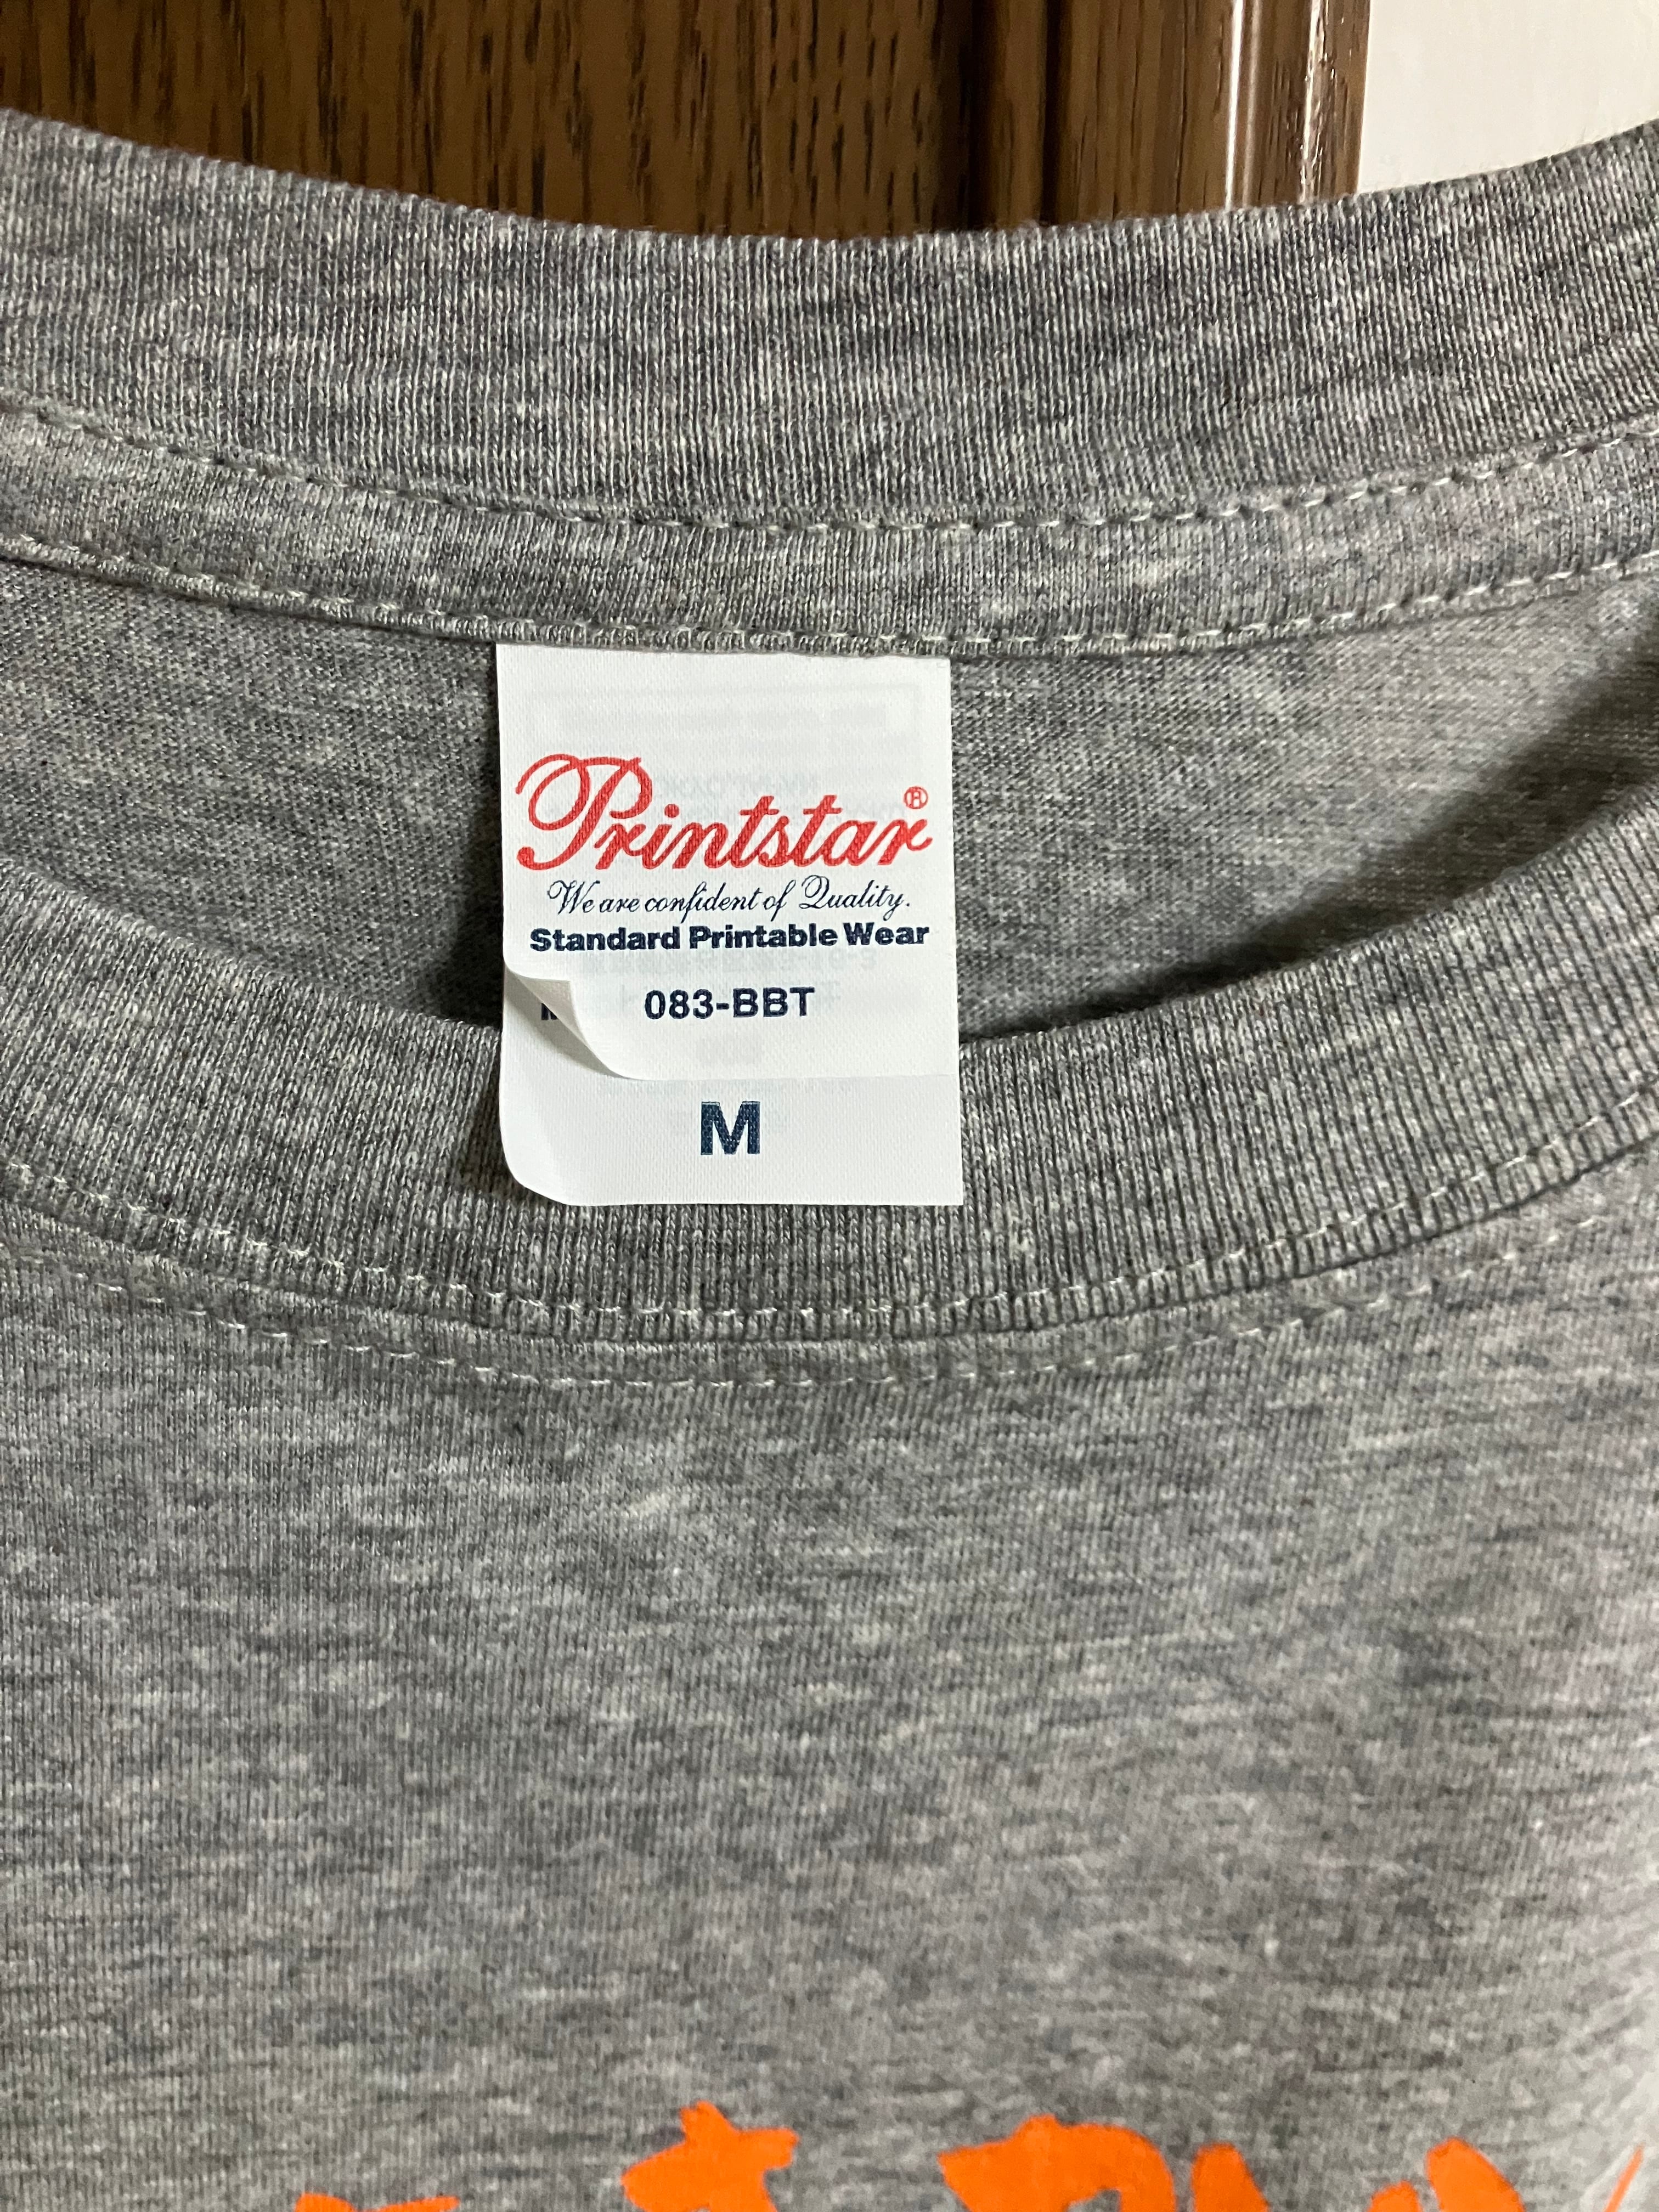 Printstar®
We are confident of Quality.
Standard Printable Wear
083-BBT
M